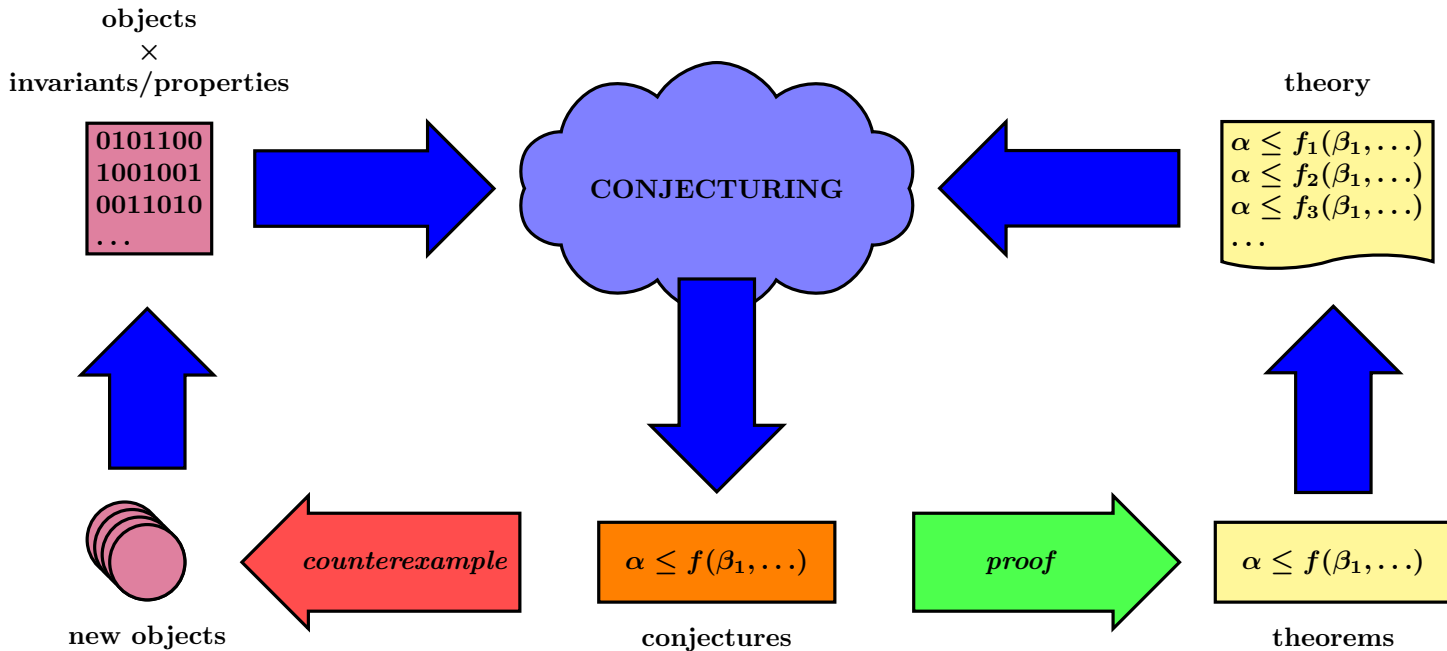 objects
×
invariants/properties
0101100
1001001
0011010
...
CONJECTURING
theory
α ≤ f₁(β₁, . . .)
α ≤ f₂(β₁, . . .)
α ≤ f₃(β₁, . . .)
...
counterexample
α ≤ f(β₁, . . .)
proof
α ≤ f(β₁, . . .)
new objects
conjectures
theorems